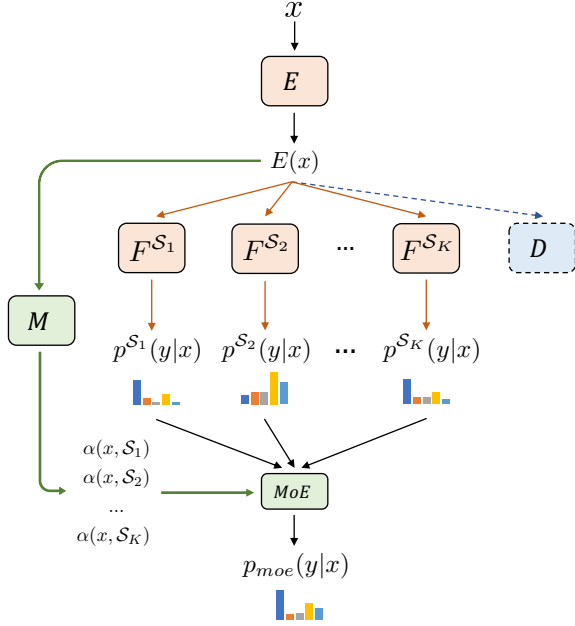 x
E
E(x)
F^{S_1} F^{S_2} ... F^{S_K} D
M
p^{S_1}(y|x) p^{S_2}(y|x) ... p^{S_K}(y|x)
α(x, S_1)
α(x, S_2)
...
α(x, S_K)
MoE
p_{moe}(y|x)